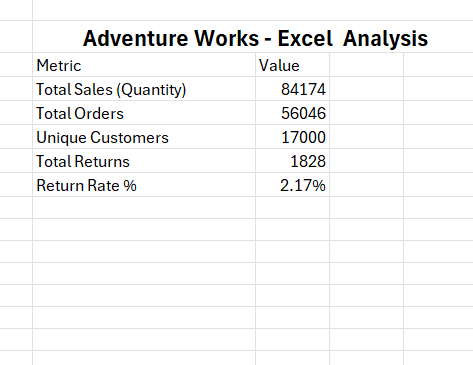 Adventure Works - Excel  Analysis
Metric Value
Total Sales (Quantity) 84174
Total Orders 56046
Unique Customers 17000
Total Returns 1828
Return Rate % 2.17%